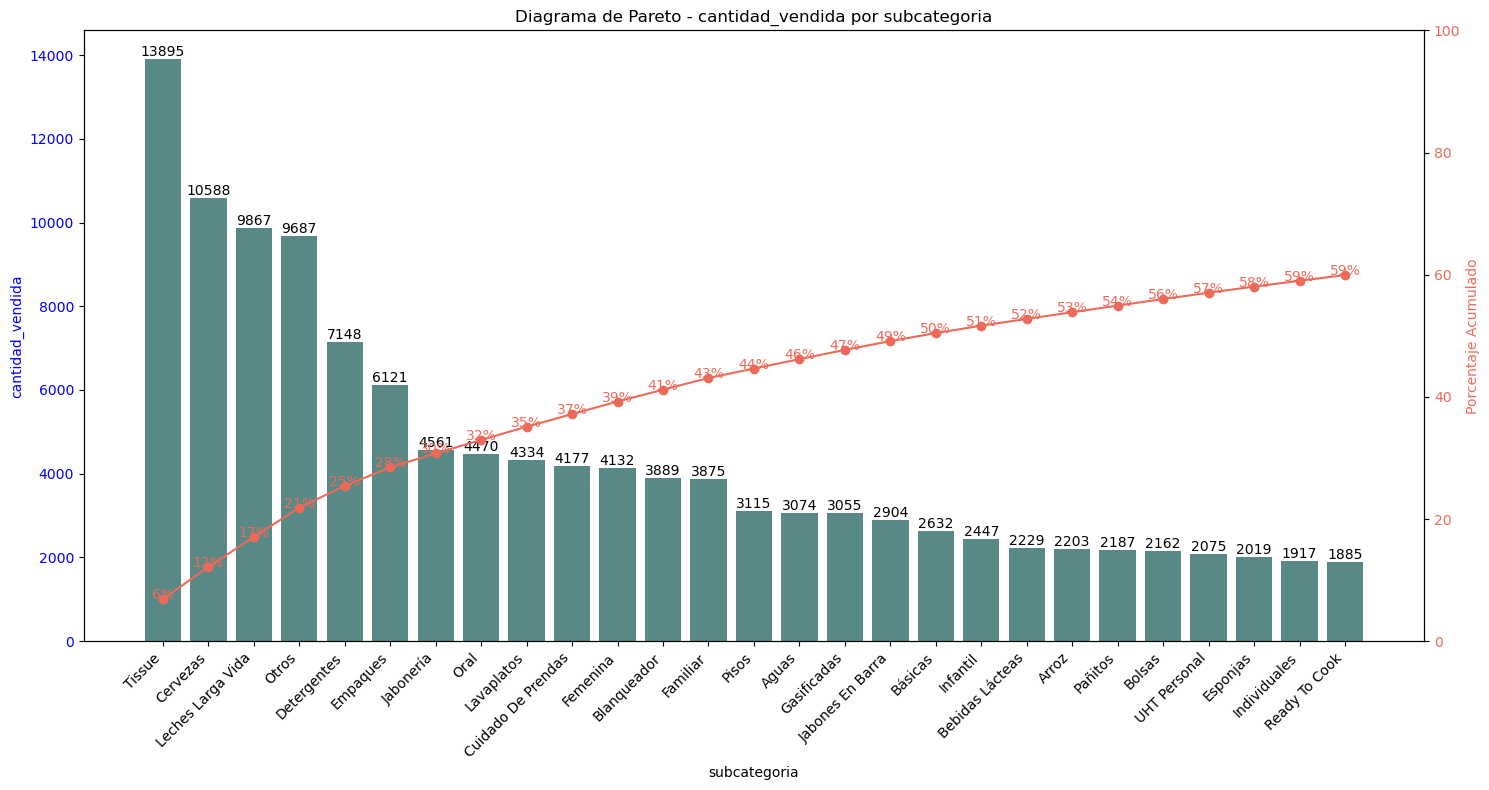 Diagrama de Pareto - cantidad_vendida por subcategoria
cantidad_vendida
14000
12000
10000
8000
6000
4000
2000
0
13895
10588
9867
9687
7148
6121
4561
4470
4334
4177
4132
3889
3875
3115
3074
3055
2904
2632
2447
2229
2203
2187
2162
2075
2019
1917
1885
6%
12%
17%
21%
25%
28%
30%
32%
35%
37%
39%
41%
43%
44%
46%
47%
49%
50%
51%
52%
53%
54%
56%
57%
58%
59%
59%
100
80
60
40
20
0
Porcentaje Acumulado
Tissue
Cervezas
Leches Larga Vida
Otros
Detergentes
Empaques
Jabonería
Oral
Lavaplatos
Cuidado De Prendas
Femenina
Blanqueador
Familiar
Pisos
Aguas
Gasificadas
Jabones En Barra
Básicas
Infantil
Bebidas Lácteas
Arroz
Pañitos
Bolsas
UHT Personal
Esponjas
Individuales
Ready To Cook
subcategoria